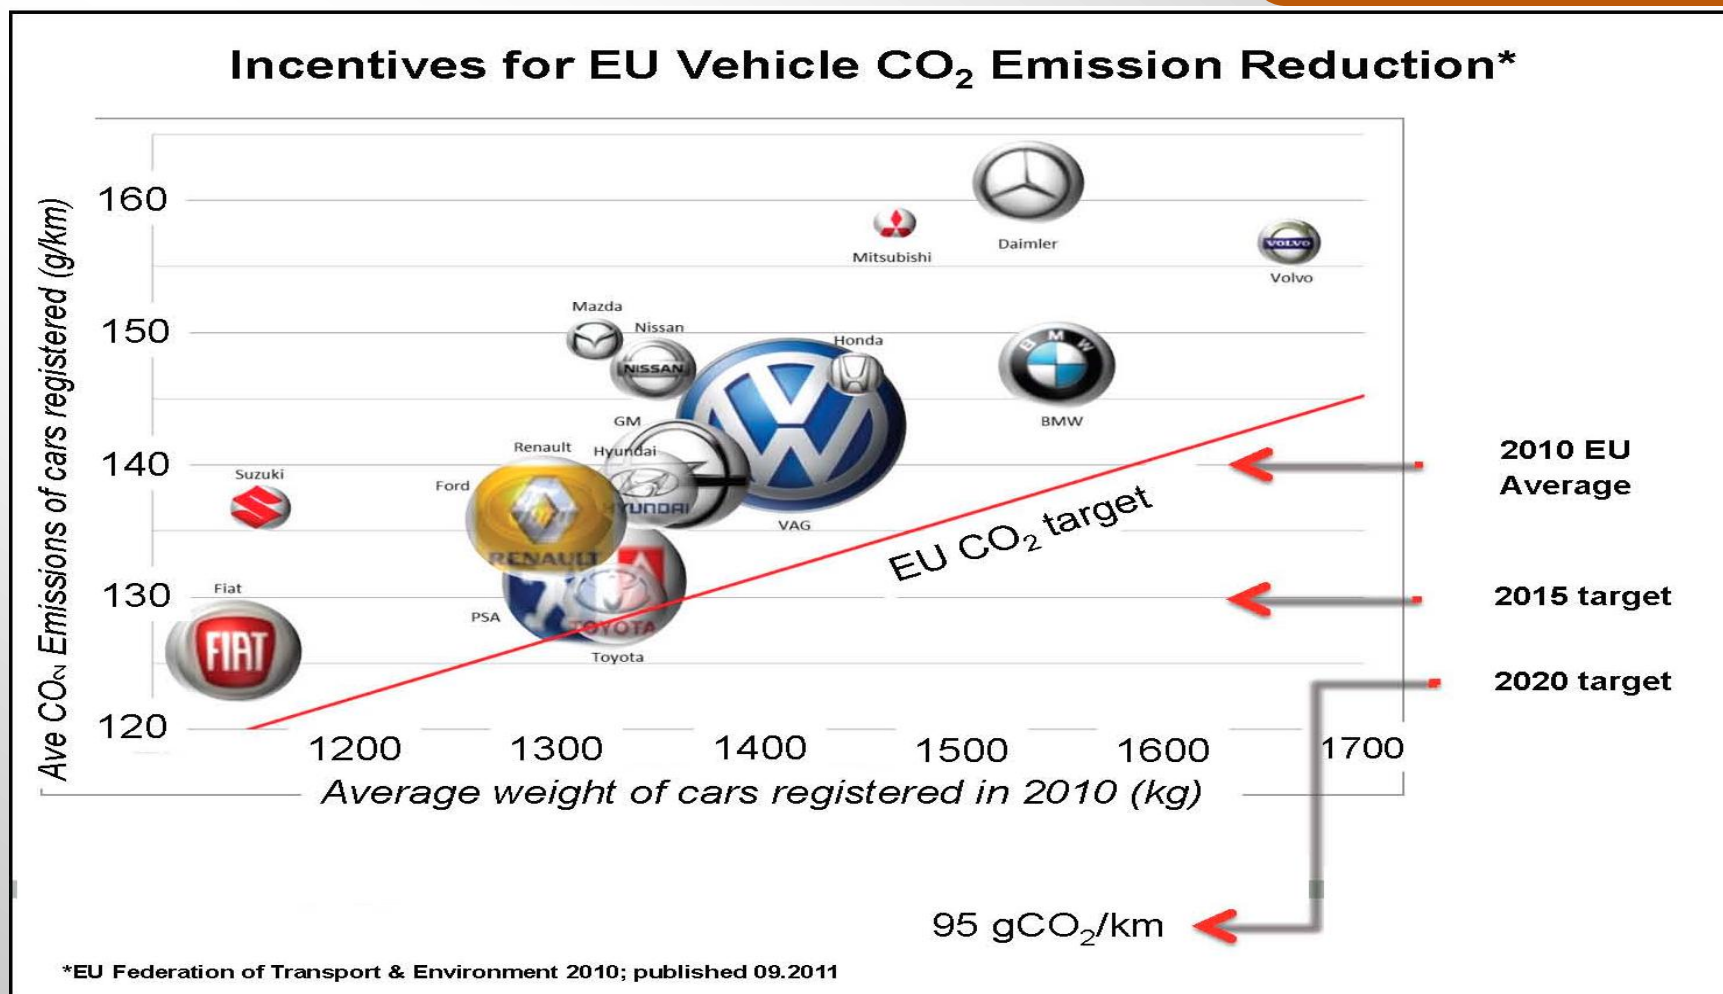 Incentives for EU Vehicle CO₂ Emission Reduction*
Ave CO₂ Emissions of cars registered (g/km)
160
150
140
130
120
Daimler
Mitsubishi
VOLVO
Volvo
Mazda
Nissan
NISSAN
Honda
BMW
BMW
GM
Renault
Hyundai
Suzuki
Ford
HYUNDAI
VAG
RENAULT
Fiat
FIAT
PSA
TOYOTA
Toyota
EU CO₂ target
2010 EU
Average
2015 target
2020 target
1200
1300
1400
1500
1600
1700
Average weight of cars registered in 2010 (kg)
95 gCO₂/km
*EU Federation of Transport & Environment 2010; published 09.2011